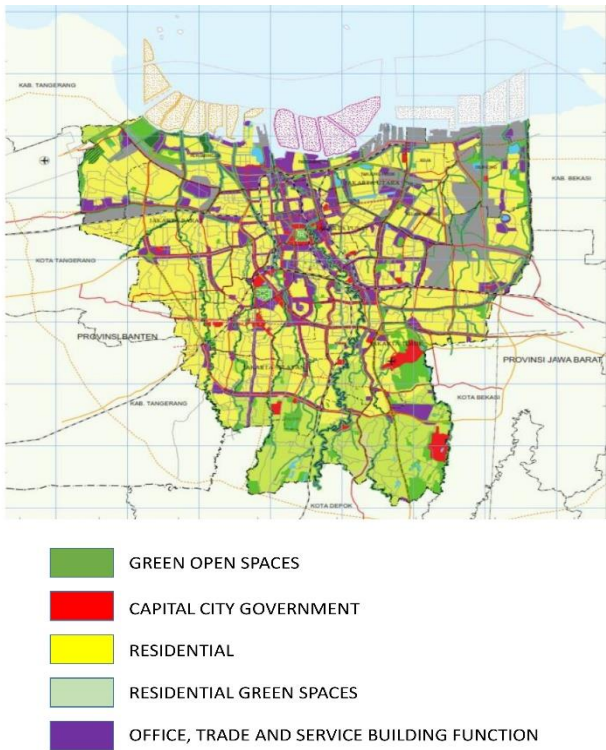 KAB. TANGERANG
KAB. BEKASI
KOTA TANGERANG
PROVINSI BANTEN
PROVINSI JAWA BARAT
KAB. TANGERANG
KOTA BEKASI
KOTA DEPOK
GREEN OPEN SPACES
CAPITAL CITY GOVERNMENT
RESIDENTIAL
RESIDENTIAL GREEN SPACES
OFFICE, TRADE AND SERVICE BUILDING FUNCTION